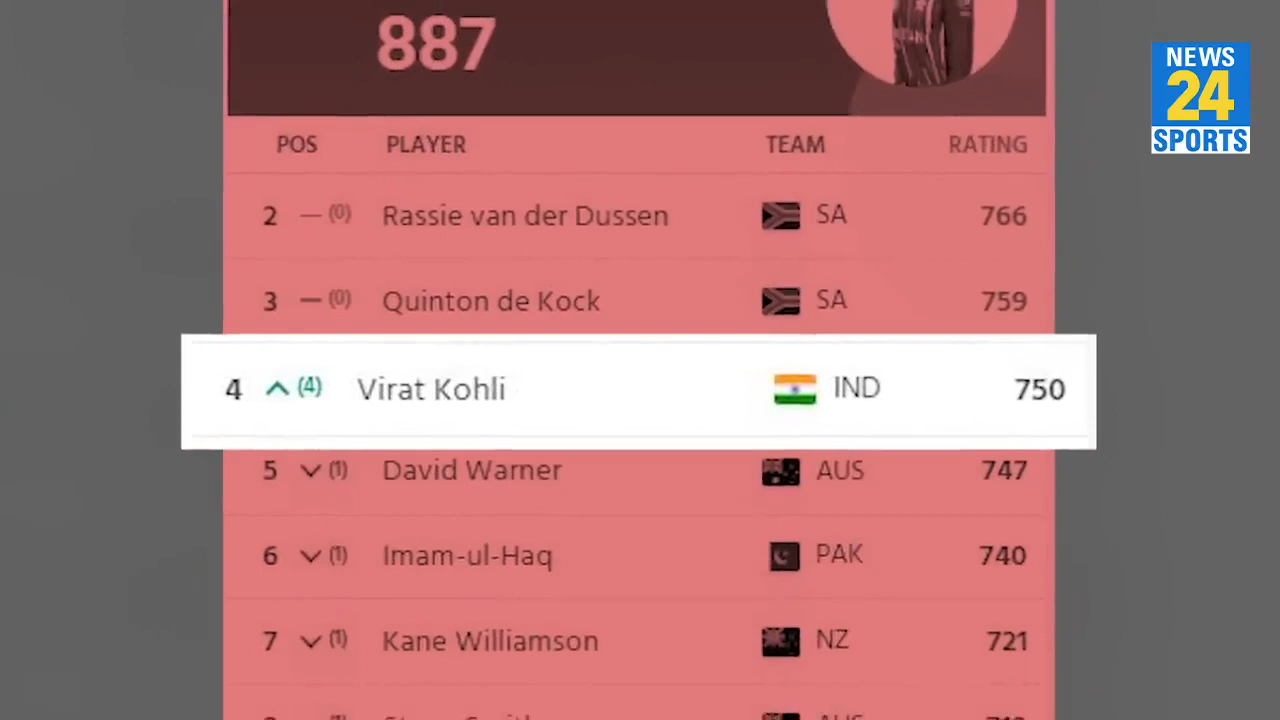 887
NEWS
24
SPORTS
POS PLAYER TEAM RATING
2 — (0) Rassie van der Dussen SA 766
3 — (0) Quinton de Kock SA 759
4 (4) Virat Kohli IND 750
5 (1) David Warner AUS 747
6 (1) Imam-ul-Haq PAK 740
7 (1) Kane Williamson NZ 721